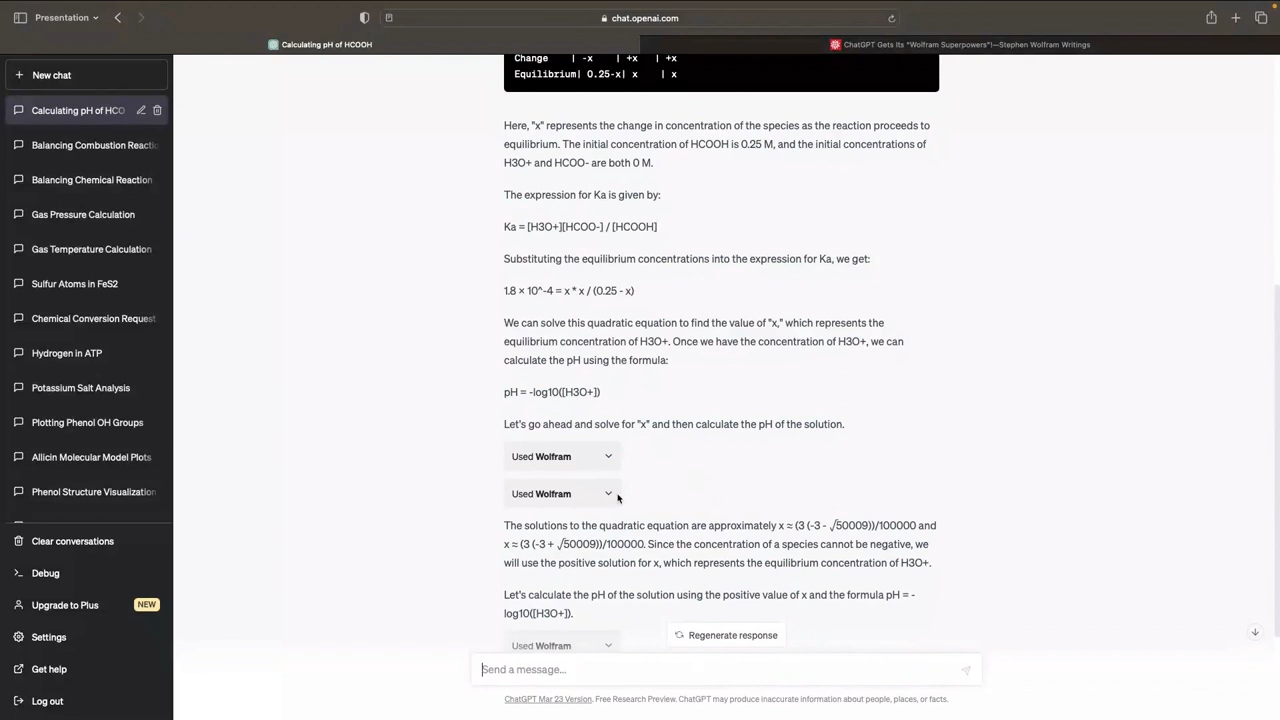 Presentation
chat.openai.com
Calculating pH of HCOOH
ChatGPT Gets Its "Wolfram Superpowers"!—Stephen Wolfram Writings
New chat
Calculating pH of HCO
Balancing Combustion Reacti
Balancing Chemical Reaction
Gas Pressure Calculation
Gas Temperature Calculation
Sulfur Atoms in FeS2
Chemical Conversion Request
Hydrogen in ATP
Potassium Salt Analysis
Plotting Phenol OH Groups
Allicin Molecular Model Plots
Phenol Structure Visualization
Clear conversations
Debug
Upgrade to Plus NEW
Settings
Get help
Log out
Change | -x | +x | +x
Equilibrium| 0.25-x| x | x
Here, "x" represents the change in concentration of the species as the reaction proceeds to
equilibrium. The initial concentration of HCOOH is 0.25 M, and the initial concentrations of
H3O+ and HCOO- are both 0 M.
The expression for Ka is given by:
Ka = [H3O+][HCOO-] / [HCOOH]
Substituting the equilibrium concentrations into the expression for Ka, we get:
1.8 × 10^-4 = x * x / (0.25 - x)
We can solve this quadratic equation to find the value of "x," which represents the
equilibrium concentration of H3O+. Once we have the concentration of H3O+, we can
calculate the pH using the formula:
pH = -log10([H3O+])
Let's go ahead and solve for "x" and then calculate the pH of the solution.
Used Wolfram
Used Wolfram
The solutions to the quadratic equation are approximately x ≈ (3 (-3 - √50009))/100000 and
x ≈ (3 (-3 + √50009))/100000. Since the concentration of a species cannot be negative, we
will use the positive solution for x, which represents the equilibrium concentration of H3O+.
Let's calculate the pH of the solution using the positive value of x and the formula pH = -
log10([H3O+]).
Used Wolfram
Regenerate response
Send a message...
ChatGPT Mar 23 Version. Free Research Preview. ChatGPT may produce inaccurate information about people, places, or facts.